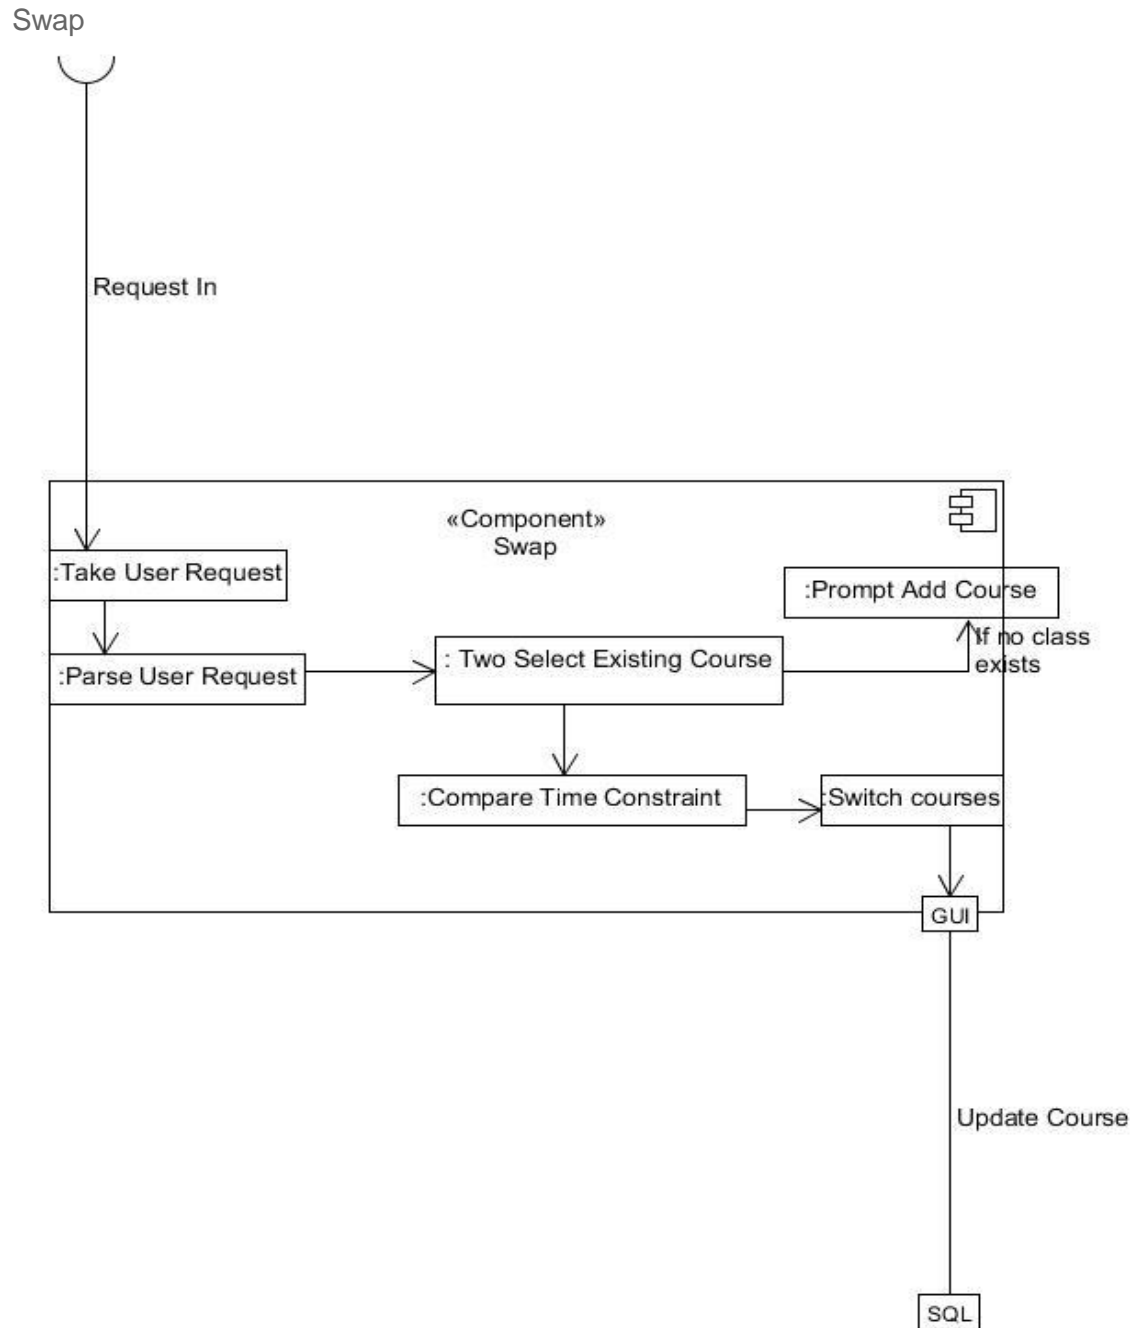 Swap
Request In
«Component»
Swap
:Take User Request
:Prompt Add Course
If no class
exists
:Parse User Request
: Two Select Existing Course
:Compare Time Constraint
:Switch courses
GUI
Update Course
SQL